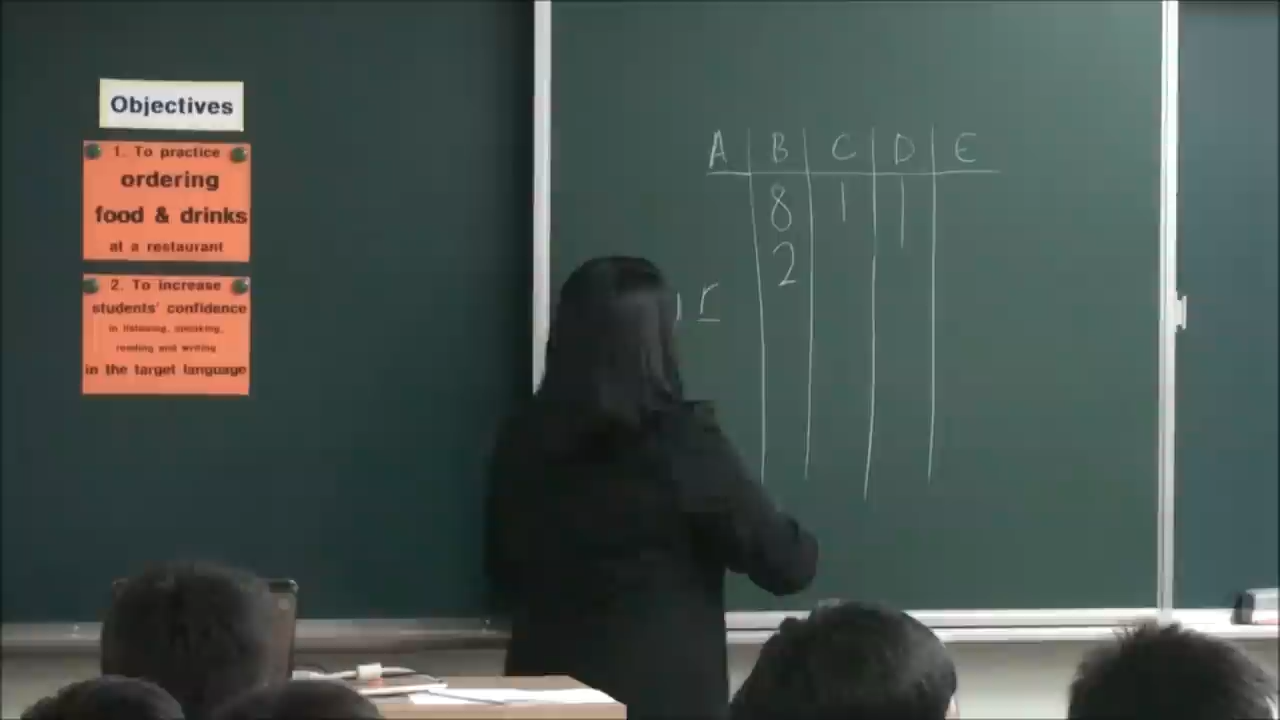 Objectives
1. To practice
ordering
food & drinks
at a restaurant
2. To increase
students' confidence
in listening, speaking,
reading and writing
in the target language
A B C D E
8 1 1
2
r